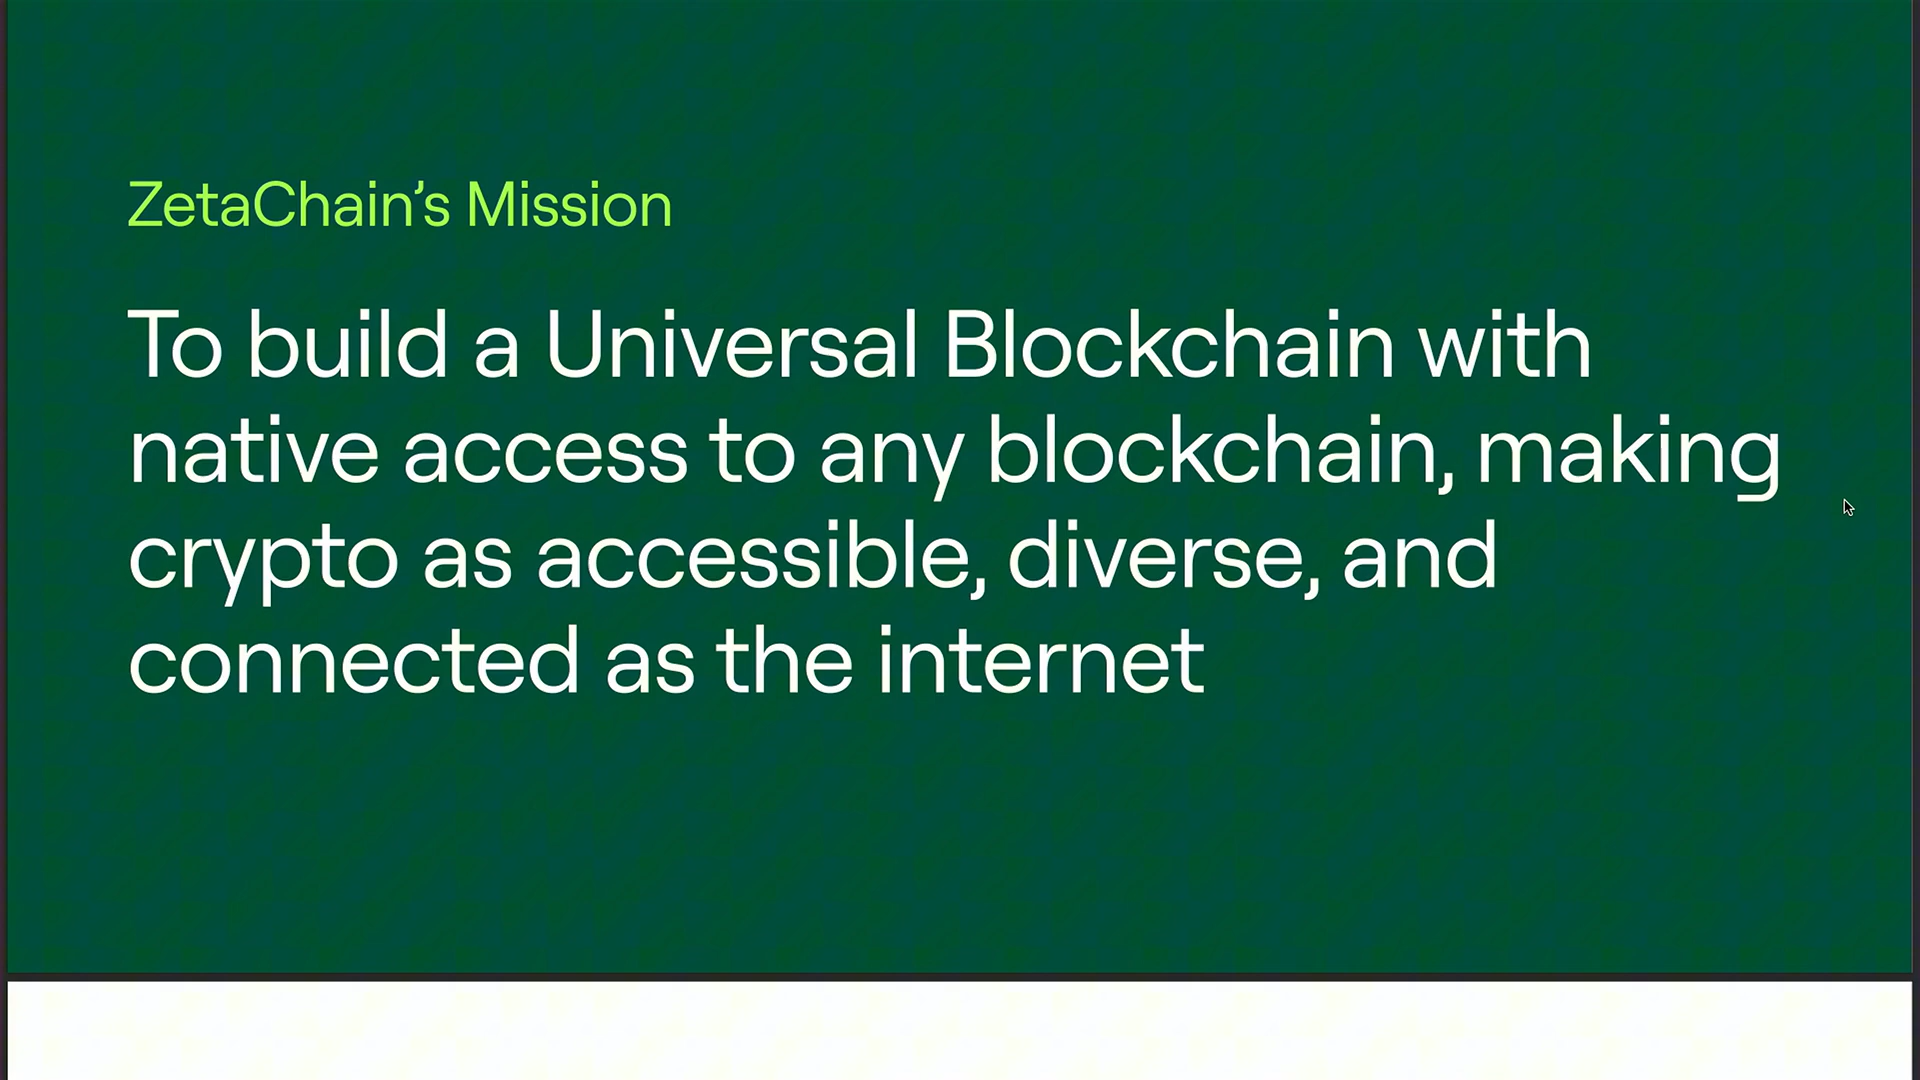 ZetaChain’s Mission
To build a Universal Blockchain with
native access to any blockchain, making
crypto as accessible, diverse, and
connected as the internet